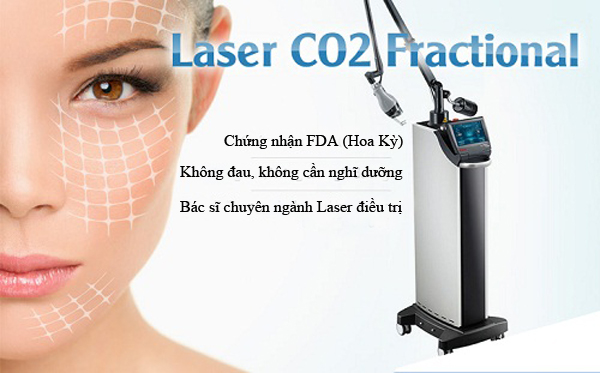 Laser CO2 Fractional
Chứng nhận FDA (Hoa Kỳ)
Không đau, không cần nghĩ dưỡng
Bác sĩ chuyên ngành Laser điều trị